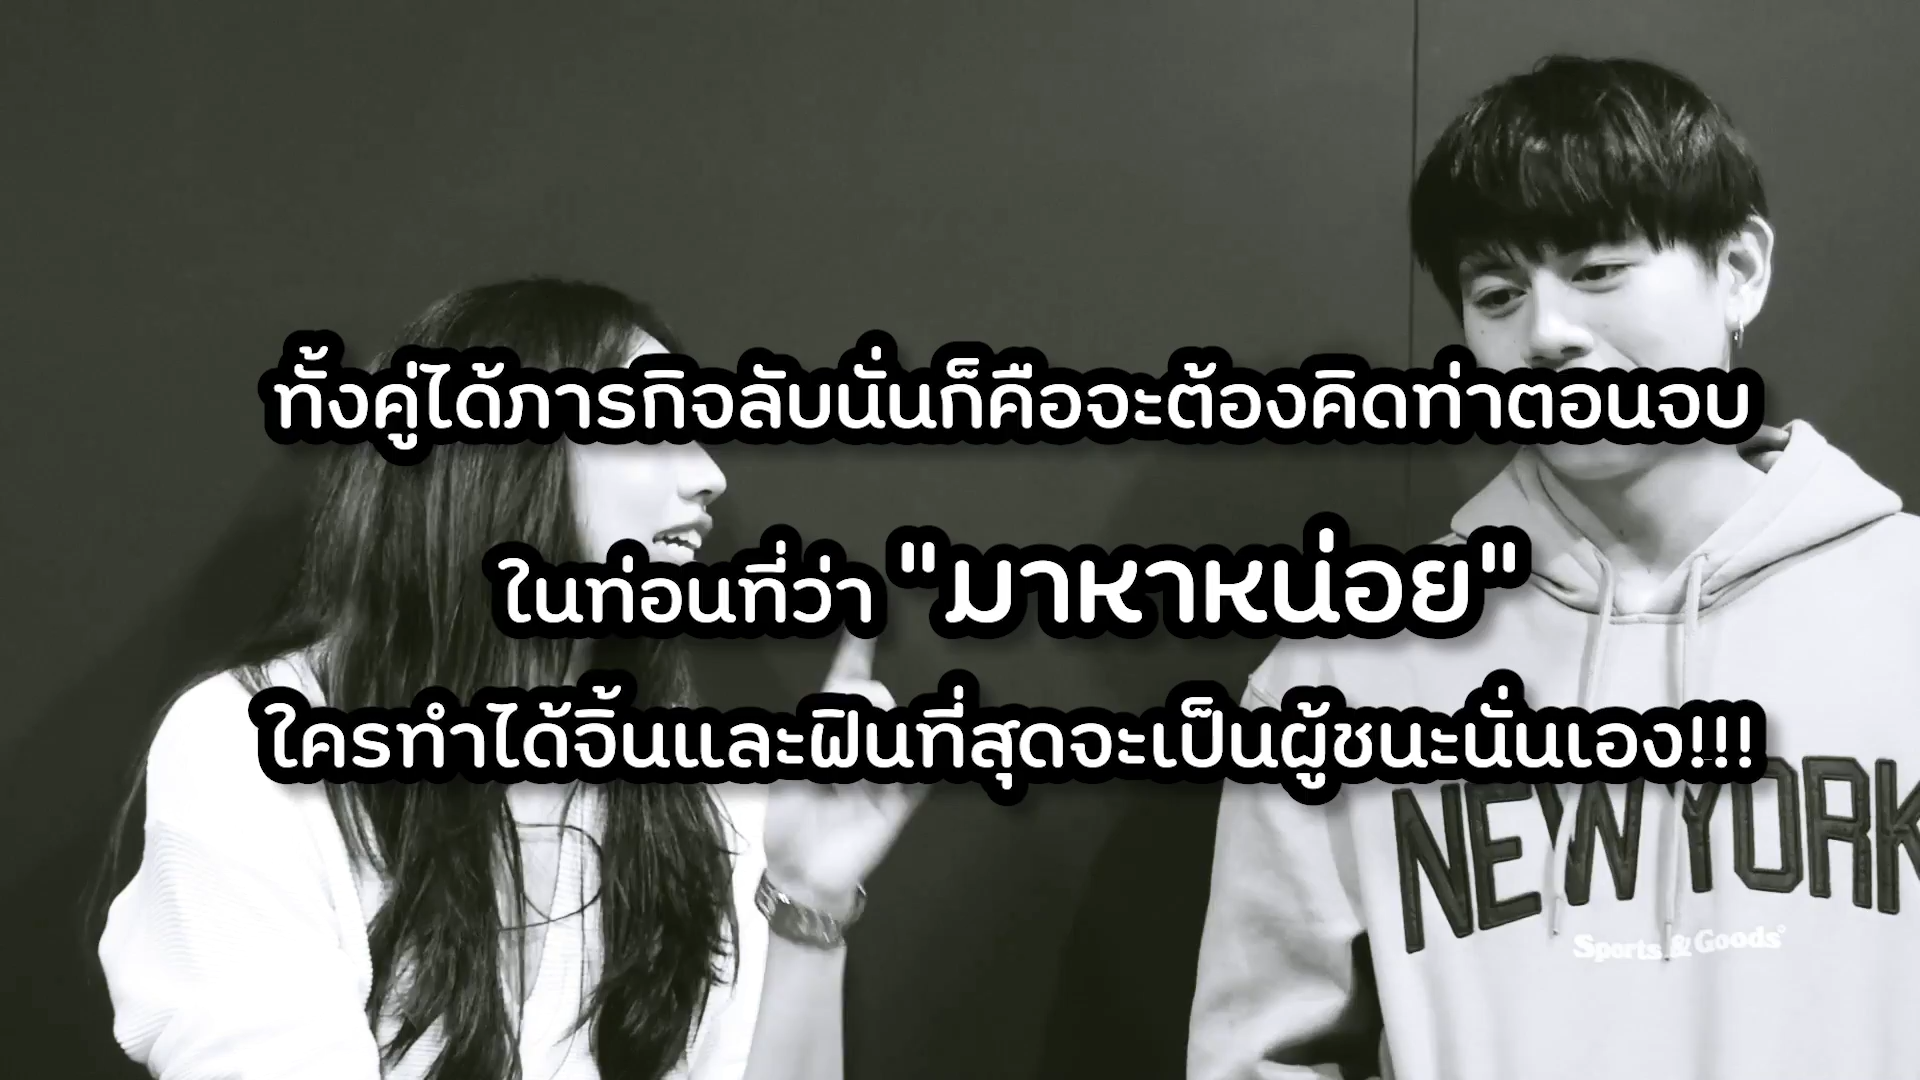 ทั้งคู่ได้ภารกิจลับนั่นก็คือจะต้องคิดท่าตอนจบ
ในท่อนที่ว่า "มาหาหน่อย"
ใครทำได้จิ้นและฟินที่สุดจะเป็นผู้ชนะนั่นเอง!!!
NEW YORK
Sports & Goods